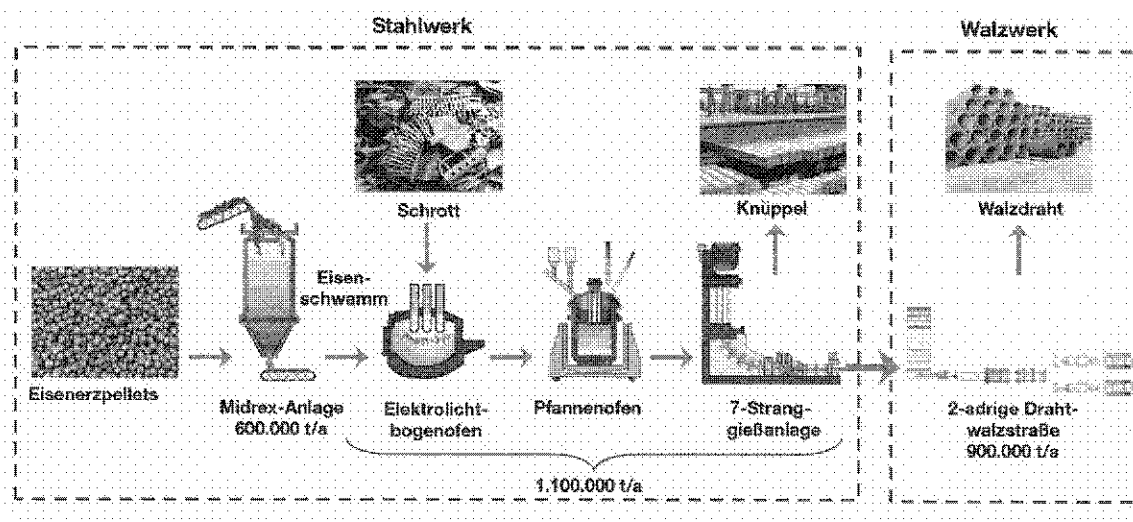 Stahlwerk
Walzwerk
Schrott
Knüppel
Walzdraht
Eisen-
schwamm
Eisenerzpellets
Midrex-Anlage
600.000 t/a
Elektrolicht-
bogenofen
Pfannenofen
7-Strang-
gießanlage
2-adrige Draht-
walzstraße
900.000 t/a
1.100.000 t/a